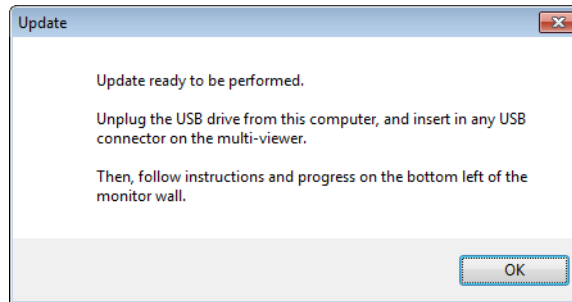 Update
Update ready to be performed.
Unplug the USB drive from this computer, and insert in any USB
connector on the multi-viewer.
Then, follow instructions and progress on the bottom left of the
monitor wall.
OK